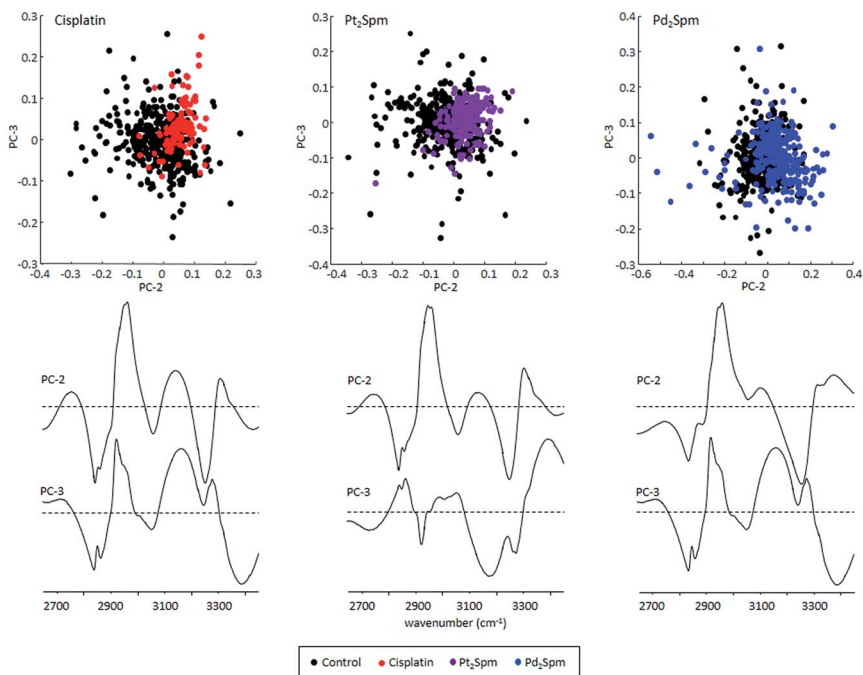 Cisplatin
Pt2Spm
Pd2Spm
0.3
0.2
0.1
0
-0.1
-0.2
-0.3
PC-3
-0.4 -0.3 -0.2 -0.1 0 0.1 0.2 0.3
PC-2
0.3
0.2
0.1
0
-0.1
-0.2
-0.3
-0.4
PC-3
-0.4 -0.3 -0.2 -0.1 0 0.1 0.2 0.3
PC-2
0.4
0.3
0.2
0.1
0
-0.1
-0.2
-0.3
PC-3
-0.6 -0.4 -0.2 0 0.2 0.4
PC-2
PC-2
PC-3
2700 2900 3100 3300
PC-2
PC-3
2700 2900 3100 3300
wavenumber (cm-1)
PC-2
PC-3
2700 2900 3100 3300
Control Cisplatin Pt2Spm Pd2Spm